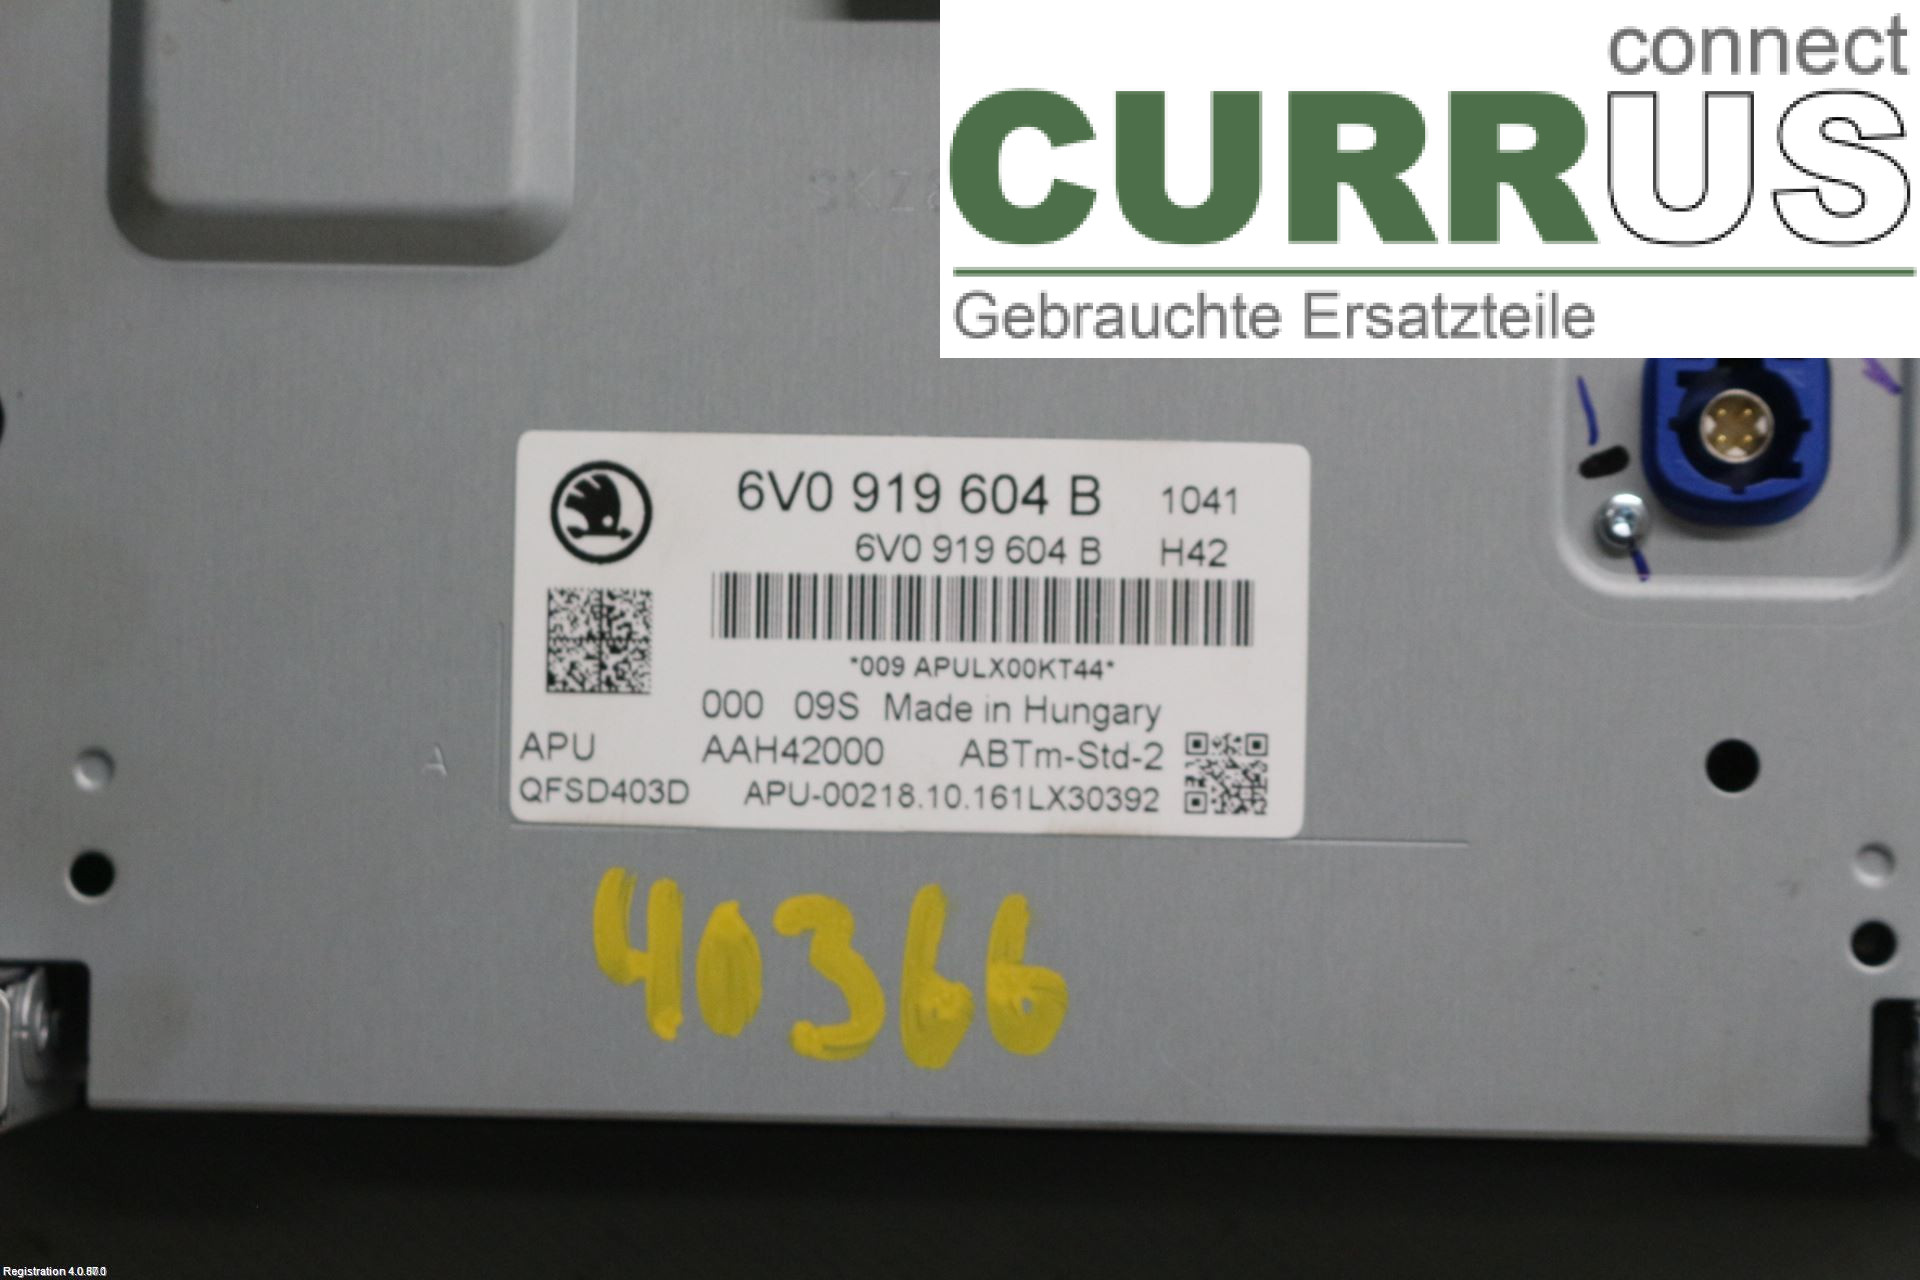 connect
CURRUS
Gebrauchte Ersatzteile
SKZ
6V0 919 604 B 1041
6V0 919 604 B H42
*009 APULX00KT44*
000 09S Made in Hungary
APU AAH42000 ABTm-Std-2
QFSD403D APU-00218.10.161LX30392
A
40366